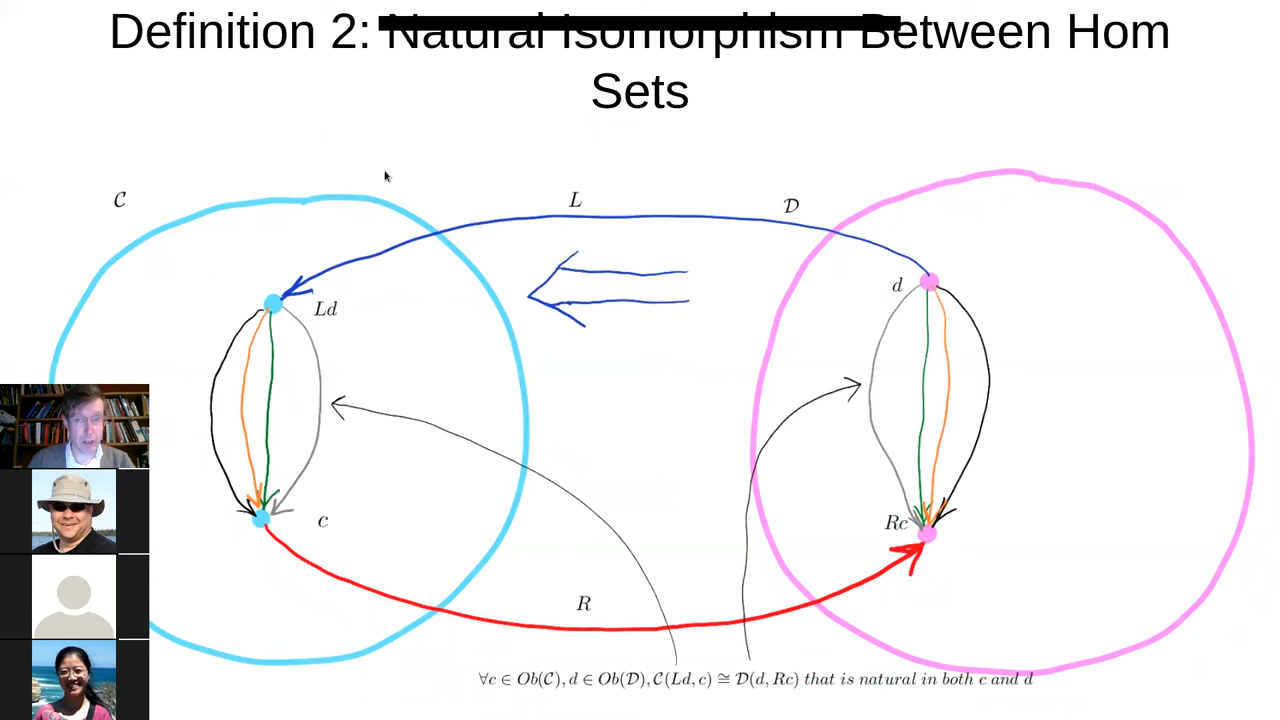 Definition 2: Natural Isomorphism Between Hom
Sets
𝒞
L
𝒟
d
Ld
c
Rc
R
∀c ∈ Ob(𝒞), d ∈ Ob(𝒟), 𝒞(Ld, c) ≅ 𝒟(d, Rc) that is natural in both c and d